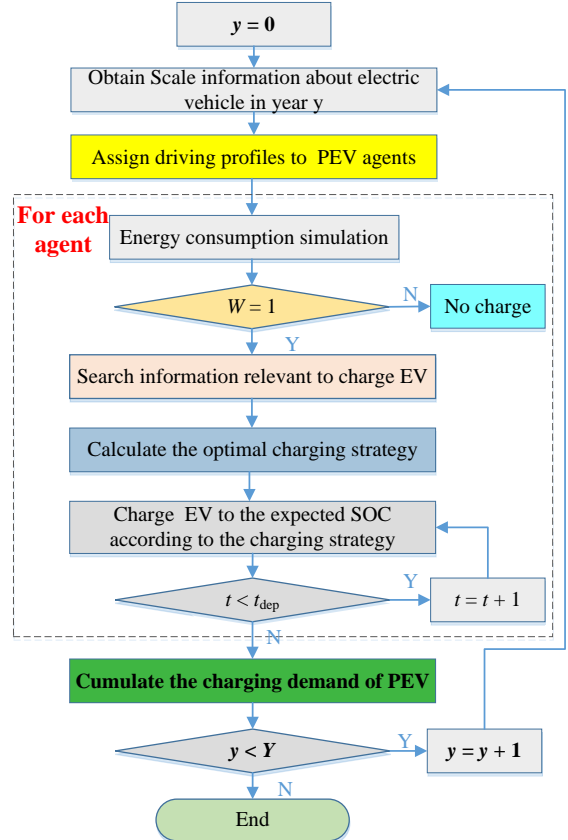 y = 0
Obtain Scale information about electric
vehicle in year y
Assign driving profiles to PEV agents
For each
agent
Energy consumption simulation
W = 1
N
No charge
Y
Search information relevant to charge EV
Calculate the optimal charging strategy
Charge EV to the expected SOC
according to the charging strategy
t < t_dep
Y
t = t + 1
N
Cumulate the charging demand of PEV
y < Y
Y
y = y + 1
N
End